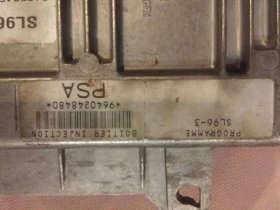 PROGRAMME
SL96-3
BOITIER INJECTION
*9640248480*
PSA
SL96